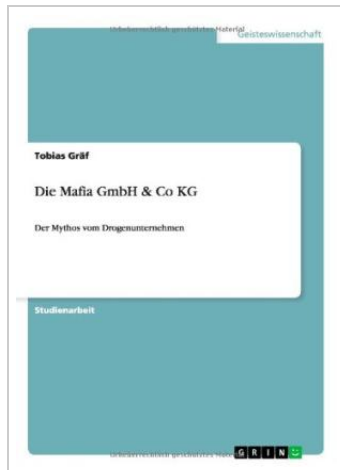 Urheberrechtlich geschütztes Material
Geisteswissenschaft
Tobias Gräf
Die Mafia GmbH & Co KG
Der Mythos vom Drogenunternehmen
Studienarbeit
Urheberrechtlich geschütztes Material
GRIN